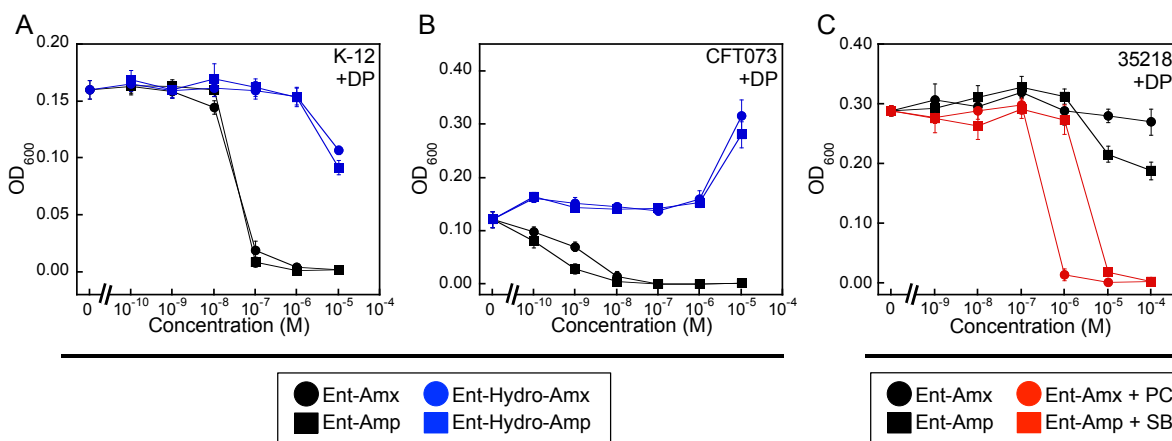 A
K-12
+DP
OD600
0.20
0.15
0.10
0.05
0.00
0 10-10 10-9 10-8 10-7 10-6 10-5 10-4
Concentration (M)
B
CFT073
+DP
OD600
0.40
0.30
0.20
0.10
0.00
0 10-10 10-9 10-8 10-7 10-6 10-5 10-4
Concentration (M)
C
35218
+DP
OD600
0.40
0.30
0.20
0.10
0.00
0 10-9 10-8 10-7 10-6 10-5 10-4
Concentration (M)
Ent-Amx Ent-Hydro-Amx
Ent-Amp Ent-Hydro-Amp
Ent-Amx Ent-Amx + PC
Ent-Amp Ent-Amp + SB